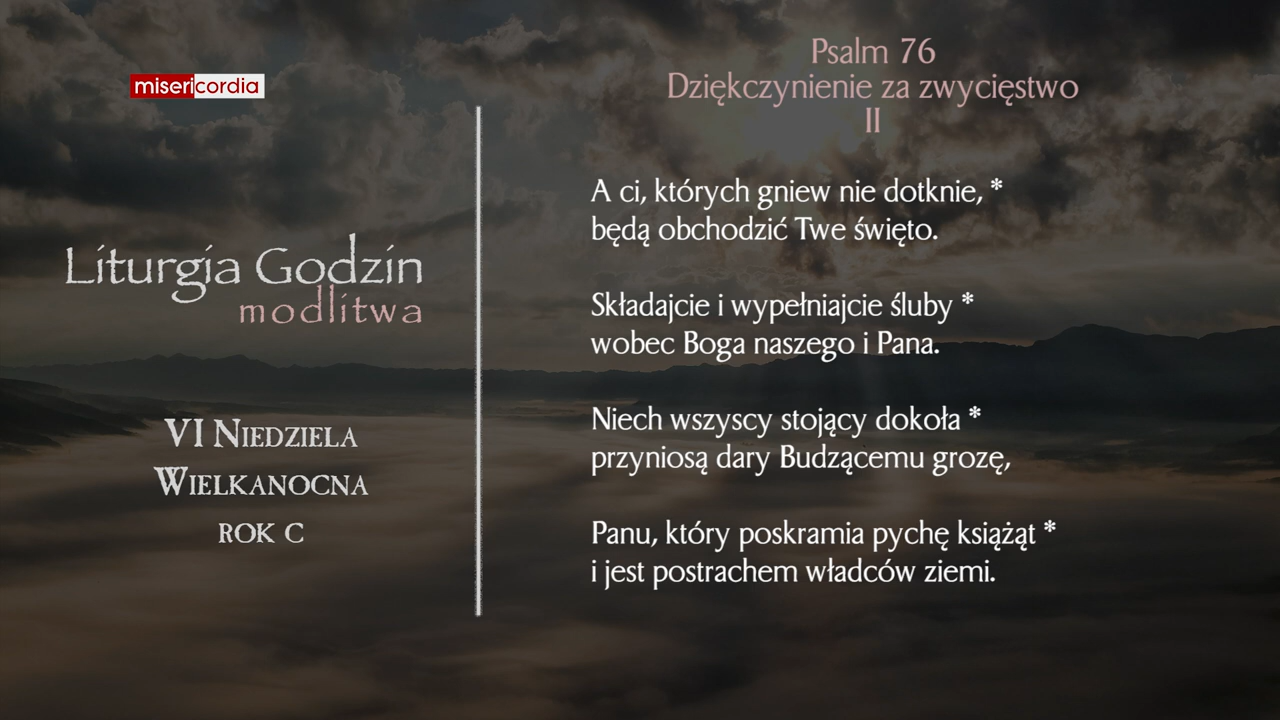 misericordia
Liturgia Godzin
modlitwa
VI Niedziela
Wielkanocna
rok C
Psalm 76
Dziękczynienie za zwycięstwo
II
A ci, których gniew nie dotknie, *
będą obchodzić Twe święto.
Składajcie i wypełniajcie śluby *
wobec Boga naszego i Pana.
Niech wszyscy stojący dokoła *
przyniosą dary Budzącemu grozę,
Panu, który poskramia pychę książąt *
i jest postrachem władców ziemi.